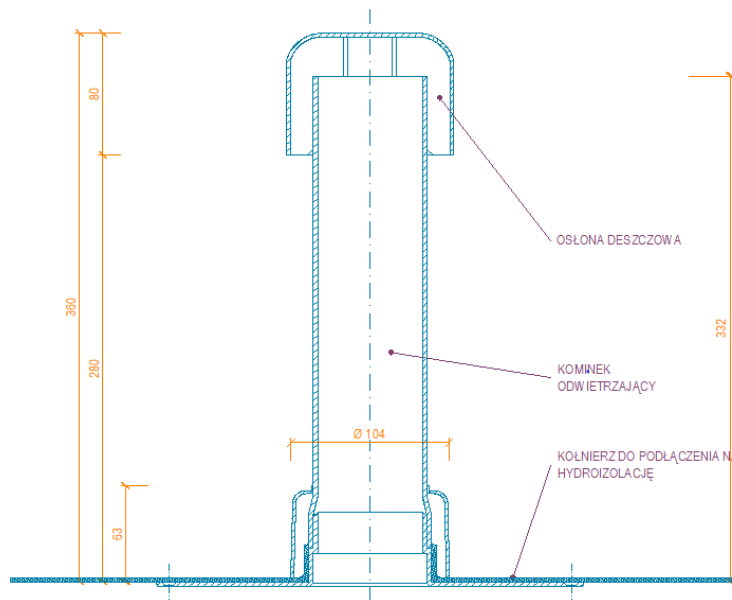 80
OSŁONA DESZCZOWA
360
332
280
KOMINEK
ODWIETRZAJĄCY
Ø 104
KOŁNIERZ DO PODŁĄCZENIA N
HYDROIZOLACJĘ
63